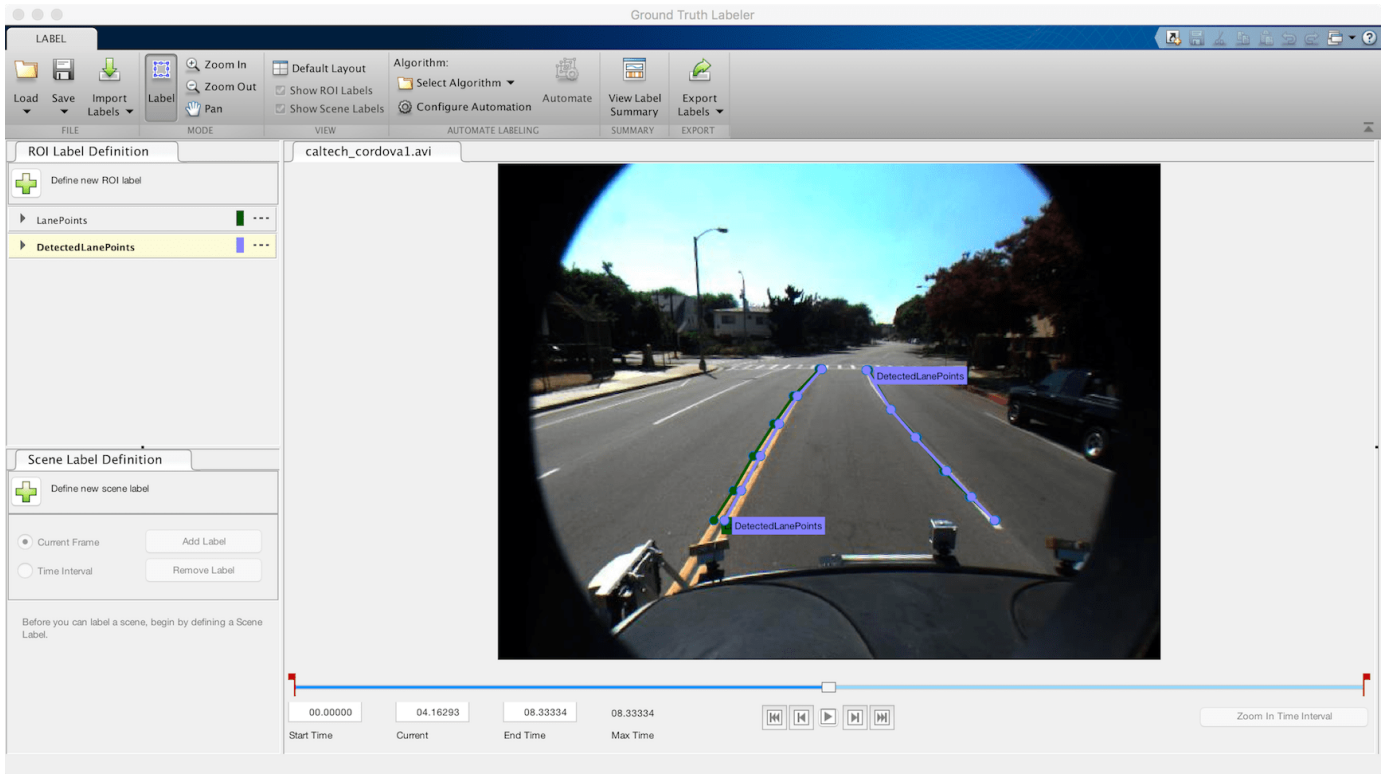 Ground Truth Labeler
LABEL
Load
Save
Import
Labels
FILE
Label
Zoom In
Zoom Out
Pan
MODE
Default Layout
Show ROI Labels
Show Scene Labels
VIEW
Algorithm:
Select Algorithm
Configure Automation
Automate
AUTOMATE LABELING
View Label
Summary
SUMMARY
Export
Labels
EXPORT
ROI Label Definition
Define new ROI label
LanePoints
DetectedLanePoints
caltech_cordova1.avi
DetectedLanePoints
DetectedLanePoints
Scene Label Definition
Define new scene label
Current Frame
Add Label
Time Interval
Remove Label
Before you can label a scene, begin by defining a Scene
Label.
00.00000
04.16293
08.33334
08.33334
Start Time
Current
End Time
Max Time
Zoom In Time Interval